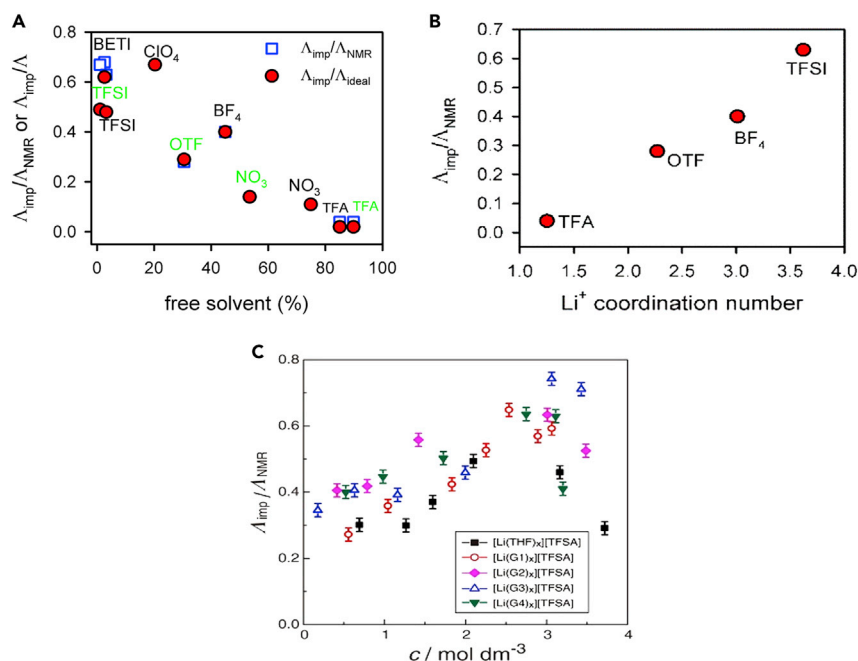 A
Λimp/ΛNMR or Λimp/Λ
0.8
0.6
0.4
0.2
0.0
BETI
ClO4
TFSI
TFSI
BF4
OTF
NO3
NO3
TFA
TFA
Λimp/ΛNMR
Λimp/Λideal
0 20 40 60 80 100
free solvent (%)
B
Λimp/ΛNMR
0.7
0.6
0.5
0.4
0.3
0.2
0.1
0.0
TFSI
BF4
OTF
TFA
1.0 1.5 2.0 2.5 3.0 3.5 4.0
Li+ coordination number
C
Λimp/ΛNMR
0.8
0.6
0.4
0.2
[Li(THF)x][TFSA]
[Li(G1)x][TFSA]
[Li(G2)x][TFSA]
[Li(G3)x][TFSA]
[Li(G4)x][TFSA]
0 1 2 3 4
c / mol dm-3